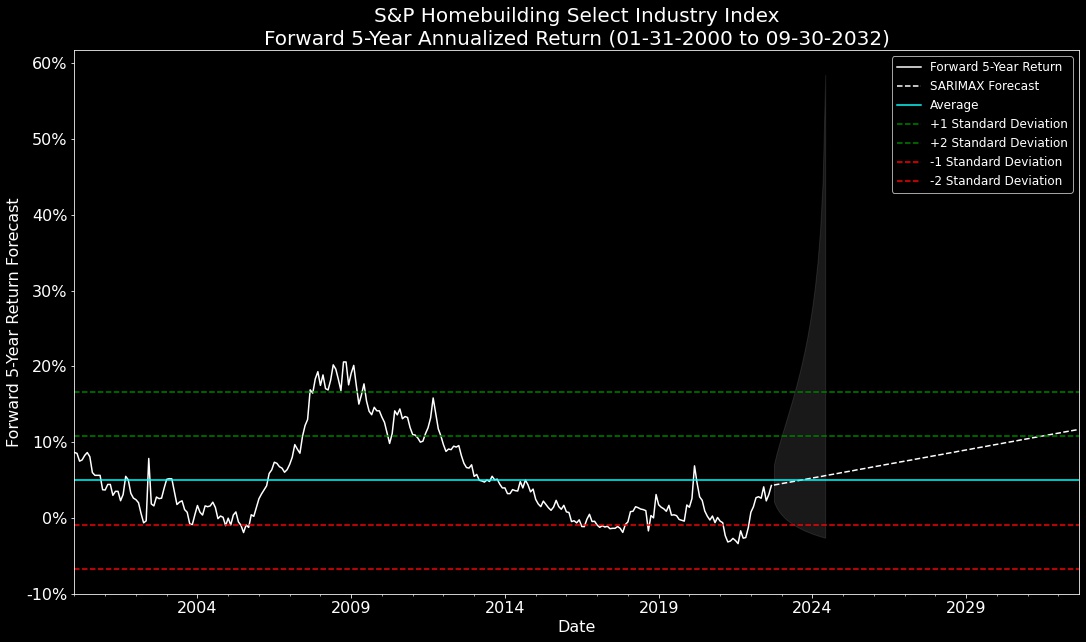 S&P Homebuilding Select Industry Index
Forward 5-Year Annualized Return (01-31-2000 to 09-30-2032)
Forward 5-Year Return
SARIMAX Forecast
Average
+1 Standard Deviation
+2 Standard Deviation
-1 Standard Deviation
-2 Standard Deviation
Forward 5-Year Return Forecast
60%
50%
40%
30%
20%
10%
0%
-10%
2004
2009
2014
2019
2024
2029
Date